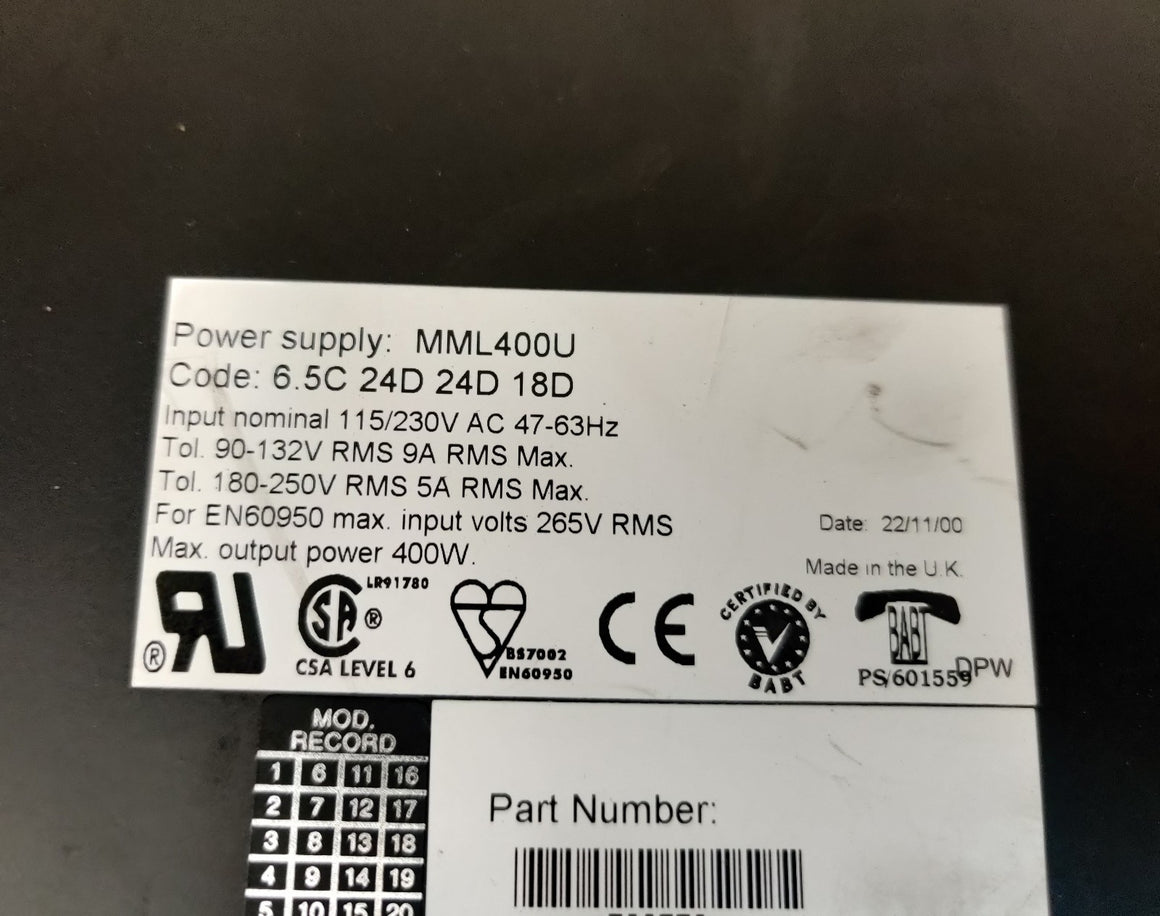 Power supply: MML400U
Code: 6.5C 24D 24D 18D
Input nominal 115/230V AC 47-63Hz
Tol. 90-132V RMS 9A RMS Max.
Tol. 180-250V RMS 5A RMS Max.
For EN60950 max. input volts 265V RMS
Max. output power 400W.
Date: 22/11/00
Made in the U.K.
LR91780
®
CSA LEVEL 6
®
BS7002
EN60950
CE
CERTIFIED BY
BABT
BABT
PS/601559
DPW
MOD.
RECORD
1 6 11 16
2 7 12 17
3 8 13 18
4 9 14 19
5 10 15 20
Part Number: